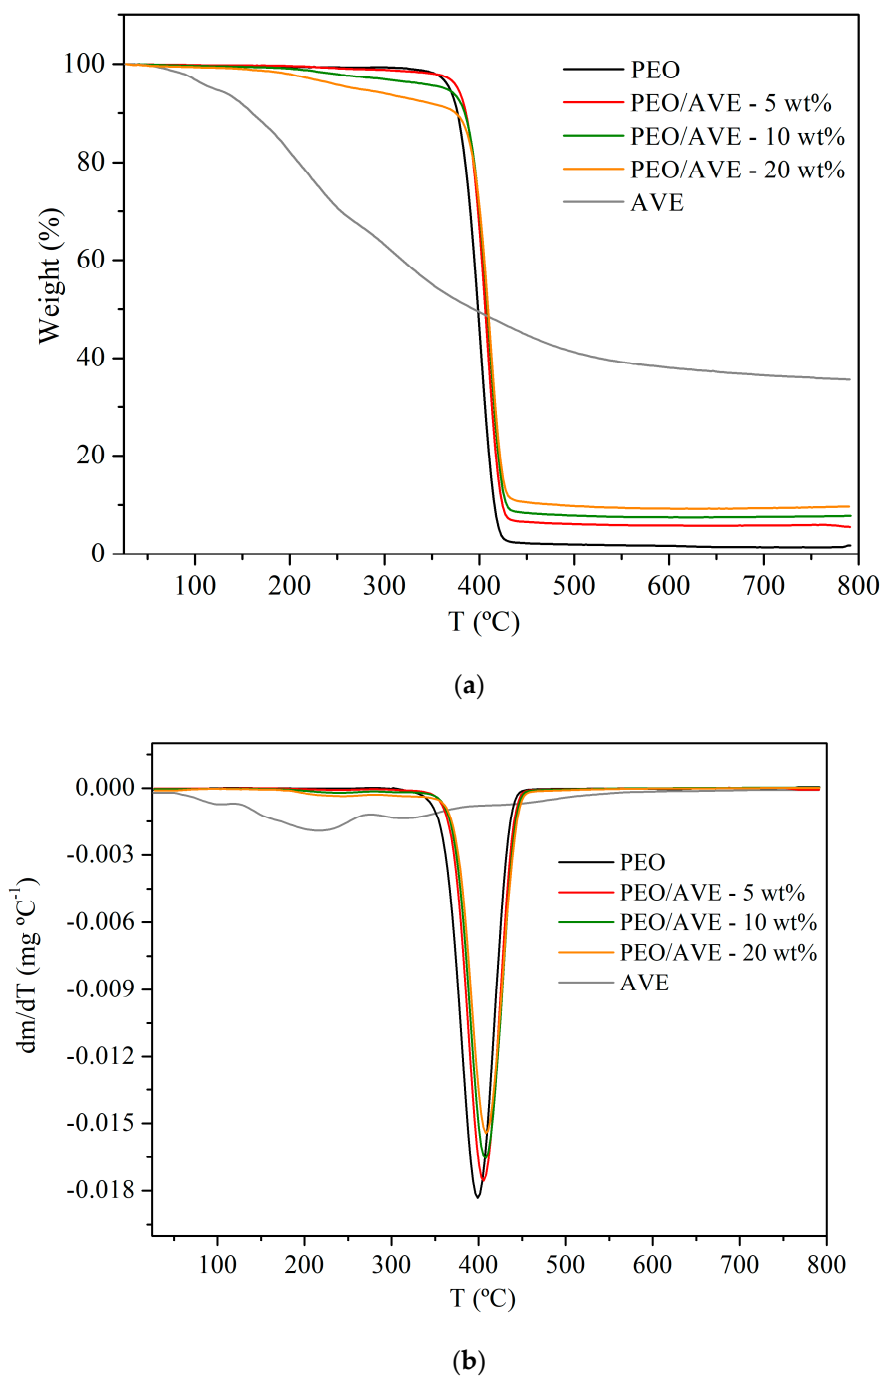 100
80
60
40
20
0
Weight (%)
PEO
PEO/AVE - 5 wt%
PEO/AVE - 10 wt%
PEO/AVE - 20 wt%
AVE
100 200 300 400 500 600 700 800
T (ºC)
(a)
0.000
-0.003
-0.006
-0.009
-0.012
-0.015
-0.018
dm/dT (mg ºC⁻¹)
PEO
PEO/AVE - 5 wt%
PEO/AVE - 10 wt%
PEO/AVE - 20 wt%
AVE
100 200 300 400 500 600 700 800
T (ºC)
(b)